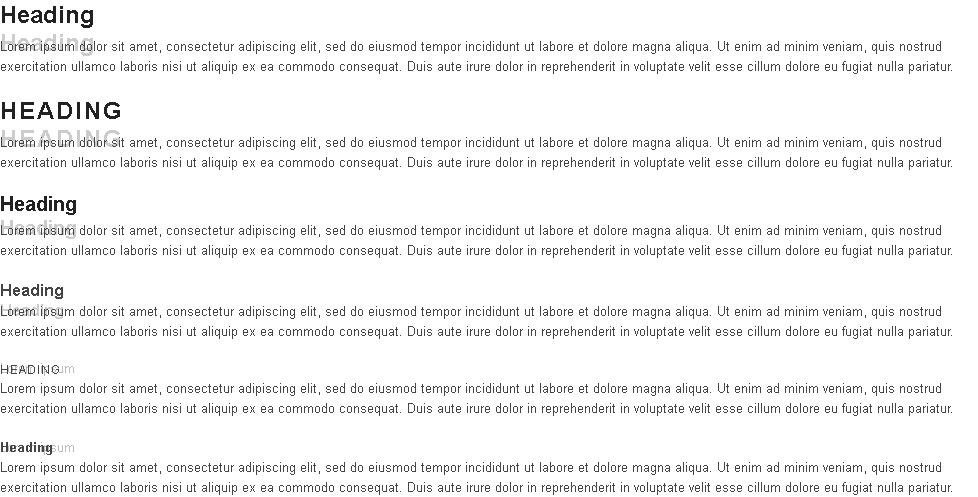 Heading
Heading
Lorem ipsum dolor sit amet, consectetur adipiscing elit, sed do eiusmod tempor incididunt ut labore et dolore magna aliqua. Ut enim ad minim veniam, quis nostrud
exercitation ullamco laboris nisi ut aliquip ex ea commodo consequat. Duis aute irure dolor in reprehenderit in voluptate velit esse cillum dolore eu fugiat nulla pariatur.
HEADING
HEADING
Lorem ipsum dolor sit amet, consectetur adipiscing elit, sed do eiusmod tempor incididunt ut labore et dolore magna aliqua. Ut enim ad minim veniam, quis nostrud
exercitation ullamco laboris nisi ut aliquip ex ea commodo consequat. Duis aute irure dolor in reprehenderit in voluptate velit esse cillum dolore eu fugiat nulla pariatur.
Heading
Heading
Lorem ipsum dolor sit amet, consectetur adipiscing elit, sed do eiusmod tempor incididunt ut labore et dolore magna aliqua. Ut enim ad minim veniam, quis nostrud
exercitation ullamco laboris nisi ut aliquip ex ea commodo consequat. Duis aute irure dolor in reprehenderit in voluptate velit esse cillum dolore eu fugiat nulla pariatur.
Heading
Heading
Lorem ipsum dolor sit amet, consectetur adipiscing elit, sed do eiusmod tempor incididunt ut labore et dolore magna aliqua. Ut enim ad minim veniam, quis nostrud
exercitation ullamco laboris nisi ut aliquip ex ea commodo consequat. Duis aute irure dolor in reprehenderit in voluptate velit esse cillum dolore eu fugiat nulla pariatur.
HEADING
Lorem ipsum dolor sit amet, consectetur adipiscing elit, sed do eiusmod tempor incididunt ut labore et dolore magna aliqua. Ut enim ad minim veniam, quis nostrud
exercitation ullamco laboris nisi ut aliquip ex ea commodo consequat. Duis aute irure dolor in reprehenderit in voluptate velit esse cillum dolore eu fugiat nulla pariatur.
Heading
Lorem ipsum dolor sit amet, consectetur adipiscing elit, sed do eiusmod tempor incididunt ut labore et dolore magna aliqua. Ut enim ad minim veniam, quis nostrud
exercitation ullamco laboris nisi ut aliquip ex ea commodo consequat. Duis aute irure dolor in reprehenderit in voluptate velit esse cillum dolore eu fugiat nulla pariatur.